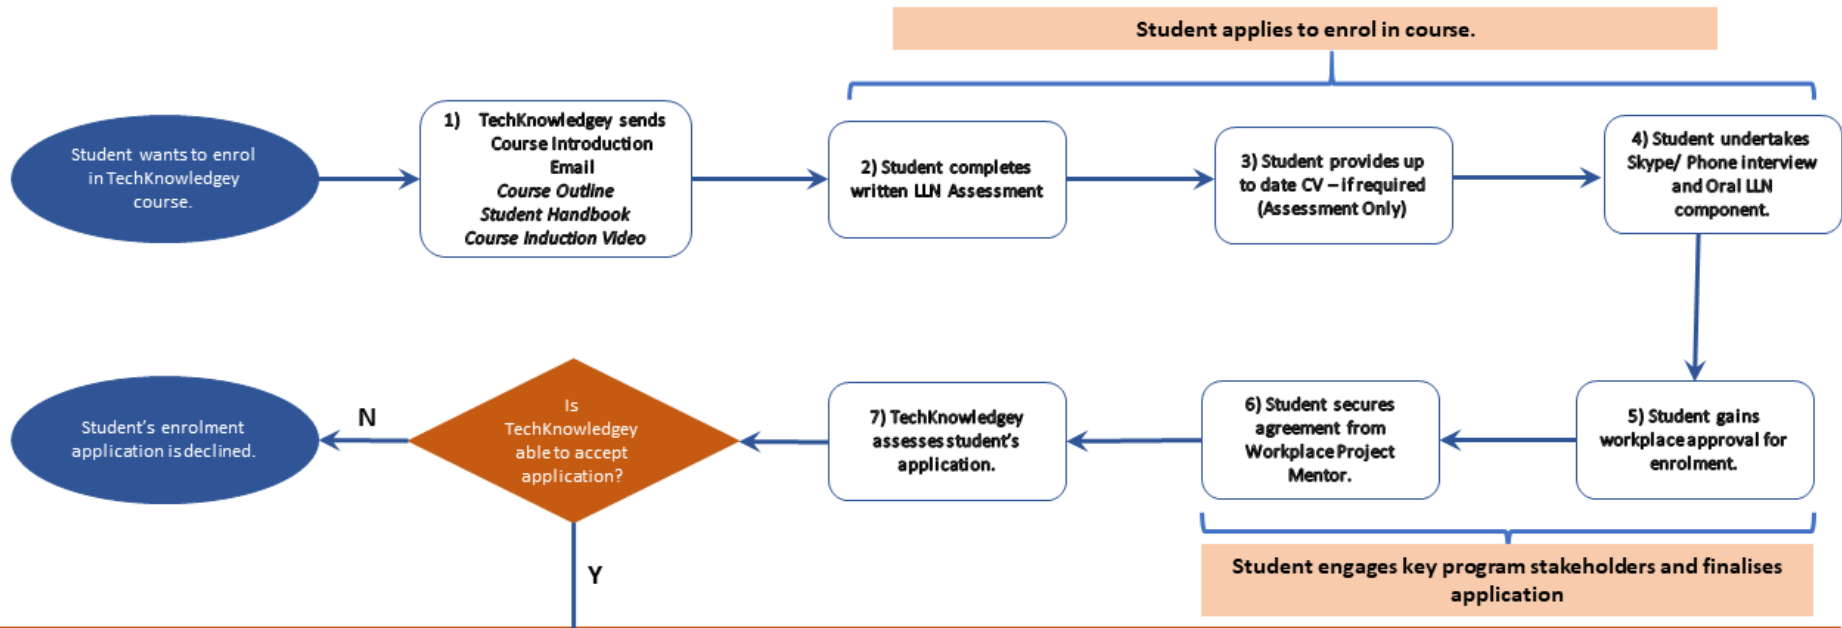 Student applies to enrol in course.
Student wants to enrol
in TechKnowledgey
course.
1) TechKnowledgey sends
Course Introduction
Email
Course Outline
Student Handbook
Course Induction Video
2) Student completes
written LLN Assessment
3) Student provides up
to date CV – if required
(Assessment Only)
4) Student undertakes
Skype/ Phone interview
and Oral LLN
component.
5) Student gains
workplace approval for
enrolment.
6) Student secures
agreement from
Workplace Project
Mentor.
7) TechKnowledgey
assesses student's
application.
Is
TechKnowledgey
able to accept
application?
N
Student's enrolment
application is declined.
Y
Student engages key program stakeholders and finalises
application